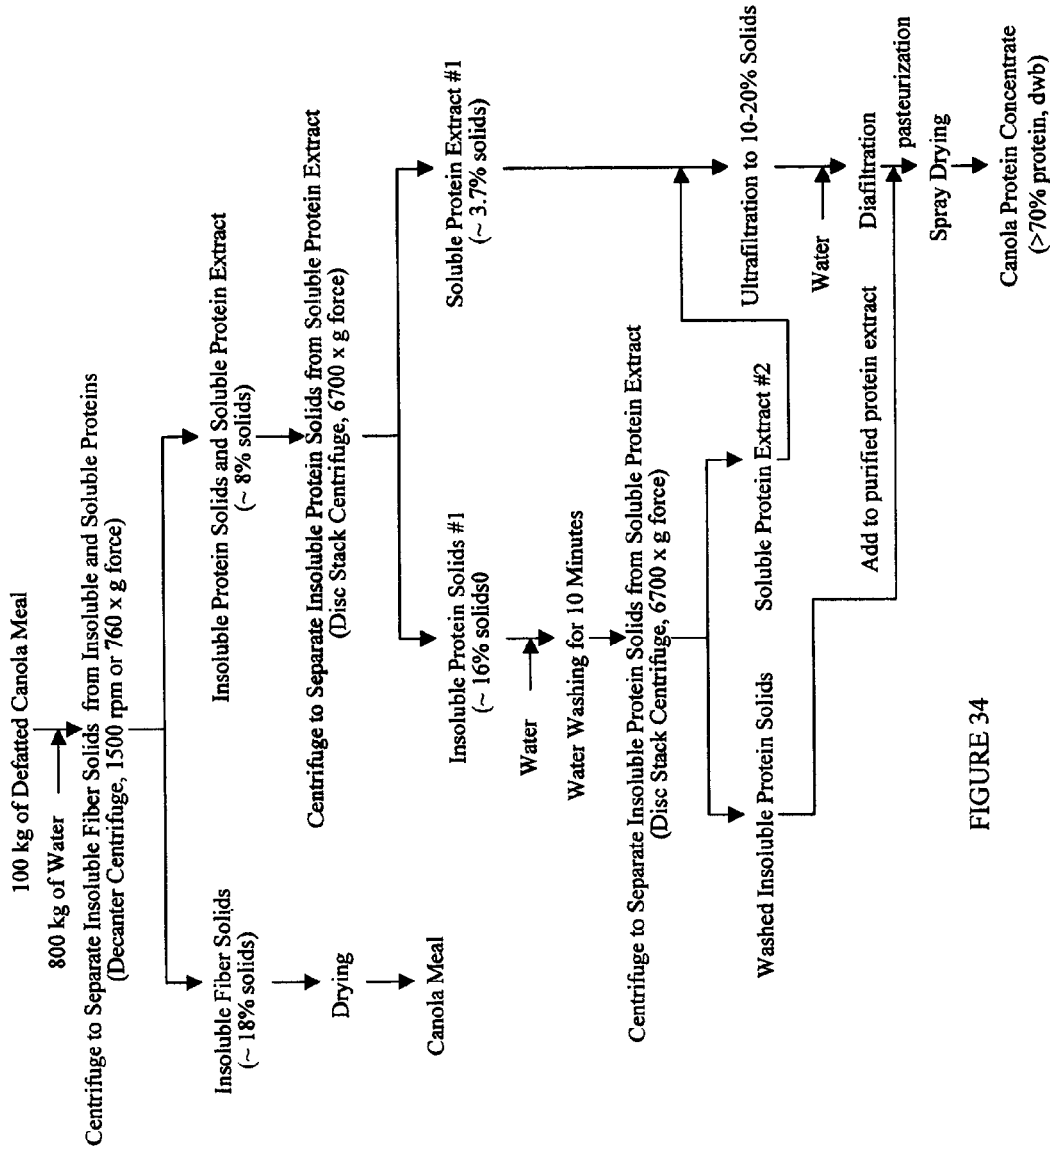 100 kg of Defatted Canola Meal
800 kg of Water
Centrifuge to Separate Insoluble Fiber Solids from Insoluble and Soluble Proteins
(Decanter Centrifuge, 1500 rpm or 760 x g force)
Insoluble Fiber Solids
(~ 18% solids)
Drying
Canola Meal
Insoluble Protein Solids and Soluble Protein Extract
(~ 8% solids)
Centrifuge to Separate Insoluble Protein Solids from Soluble Protein Extract
(Disc Stack Centrifuge, 6700 x g force)
Insoluble Protein Solids #1
(~ 16% solids0
Water
Water Washing for 10 Minutes
Centrifuge to Separate Insoluble Protein Solids from Soluble Protein Extract
(Disc Stack Centrifuge, 6700 x g force)
Washed Insoluble Protein Solids
Soluble Protein Extract #2
Add to purified protein extract
Soluble Protein Extract #1
(~ 3.7% solids)
Ultrafiltration to 10-20% Solids
Water
Diafiltration
pasteurization
Spray Drying
Canola Protein Concentrate
(>70% protein, dwb)
FIGURE 34